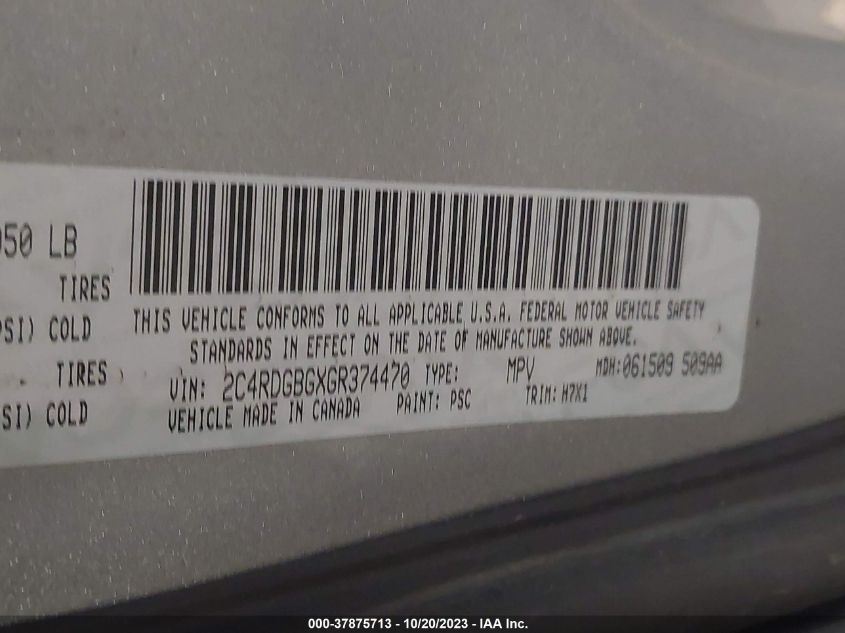 050 LB
TIRES
PSI) COLD
TIRES
SI) COLD
THIS VEHICLE CONFORMS TO ALL APPLICABLE U.S.A. FEDERAL MOTOR VEHICLE SAFETY
STANDARDS IN EFFECT ON THE DATE OF MANUFACTURE SHOWN ABOVE.
VIN: 2C4RDGBGXGR374470 TYPE: MPV MDH:061509 509AA
VEHICLE MADE IN CANADA PAINT: PSC TRIM: H7X1
000-37875713 - 10/20/2023 - IAA Inc.